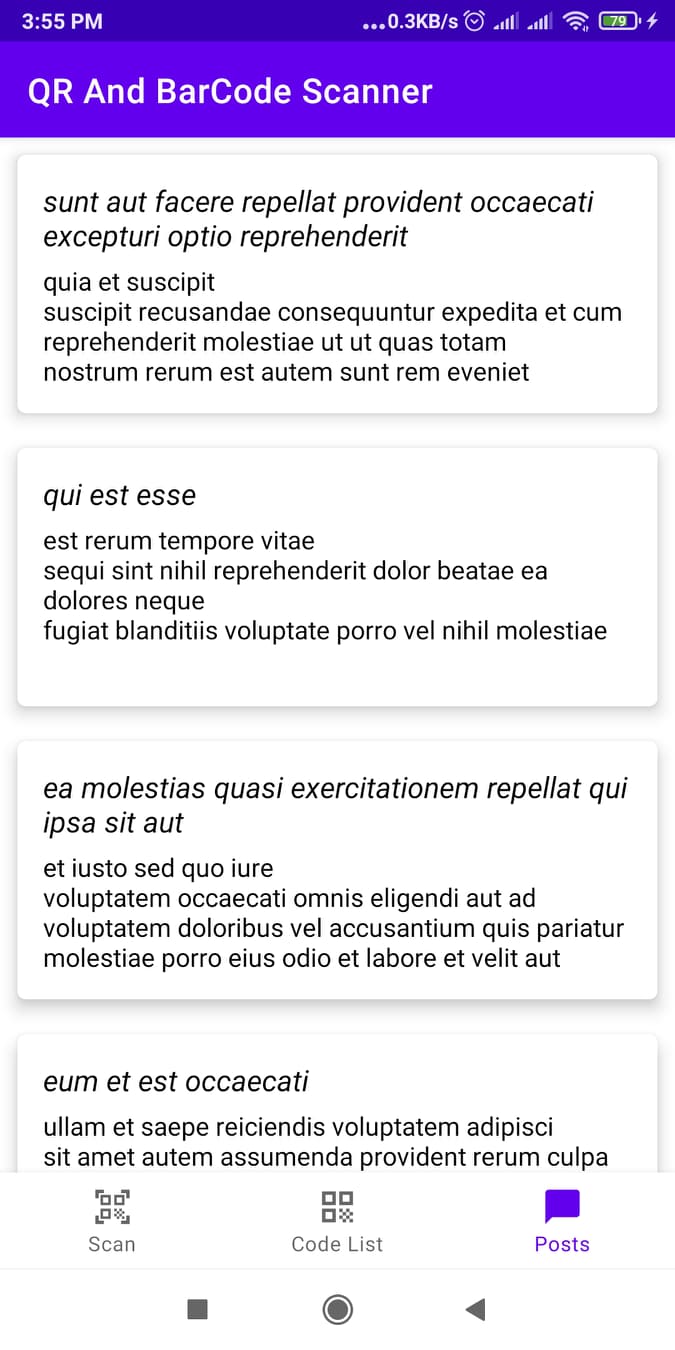 3:55 PM
...0.3KB/s
79
QR And BarCode Scanner
sunt aut facere repellat provident occaecati
excepturi optio reprehenderit
quia et suscipit
suscipit recusandae consequuntur expedita et cum
reprehenderit molestiae ut ut quas totam
nostrum rerum est autem sunt rem eveniet
qui est esse
est rerum tempore vitae
sequi sint nihil reprehenderit dolor beatae ea
dolores neque
fugiat blanditiis voluptate porro vel nihil molestiae
ea molestias quasi exercitationem repellat qui
ipsa sit aut
et iusto sed quo iure
voluptatem occaecati omnis eligendi aut ad
voluptatem doloribus vel accusantium quis pariatur
molestiae porro eius odio et labore et velit aut
eum et est occaecati
ullam et saepe reiciendis voluptatem adipisci
sit amet autem assumenda provident rerum culpa
Scan
Code List
Posts